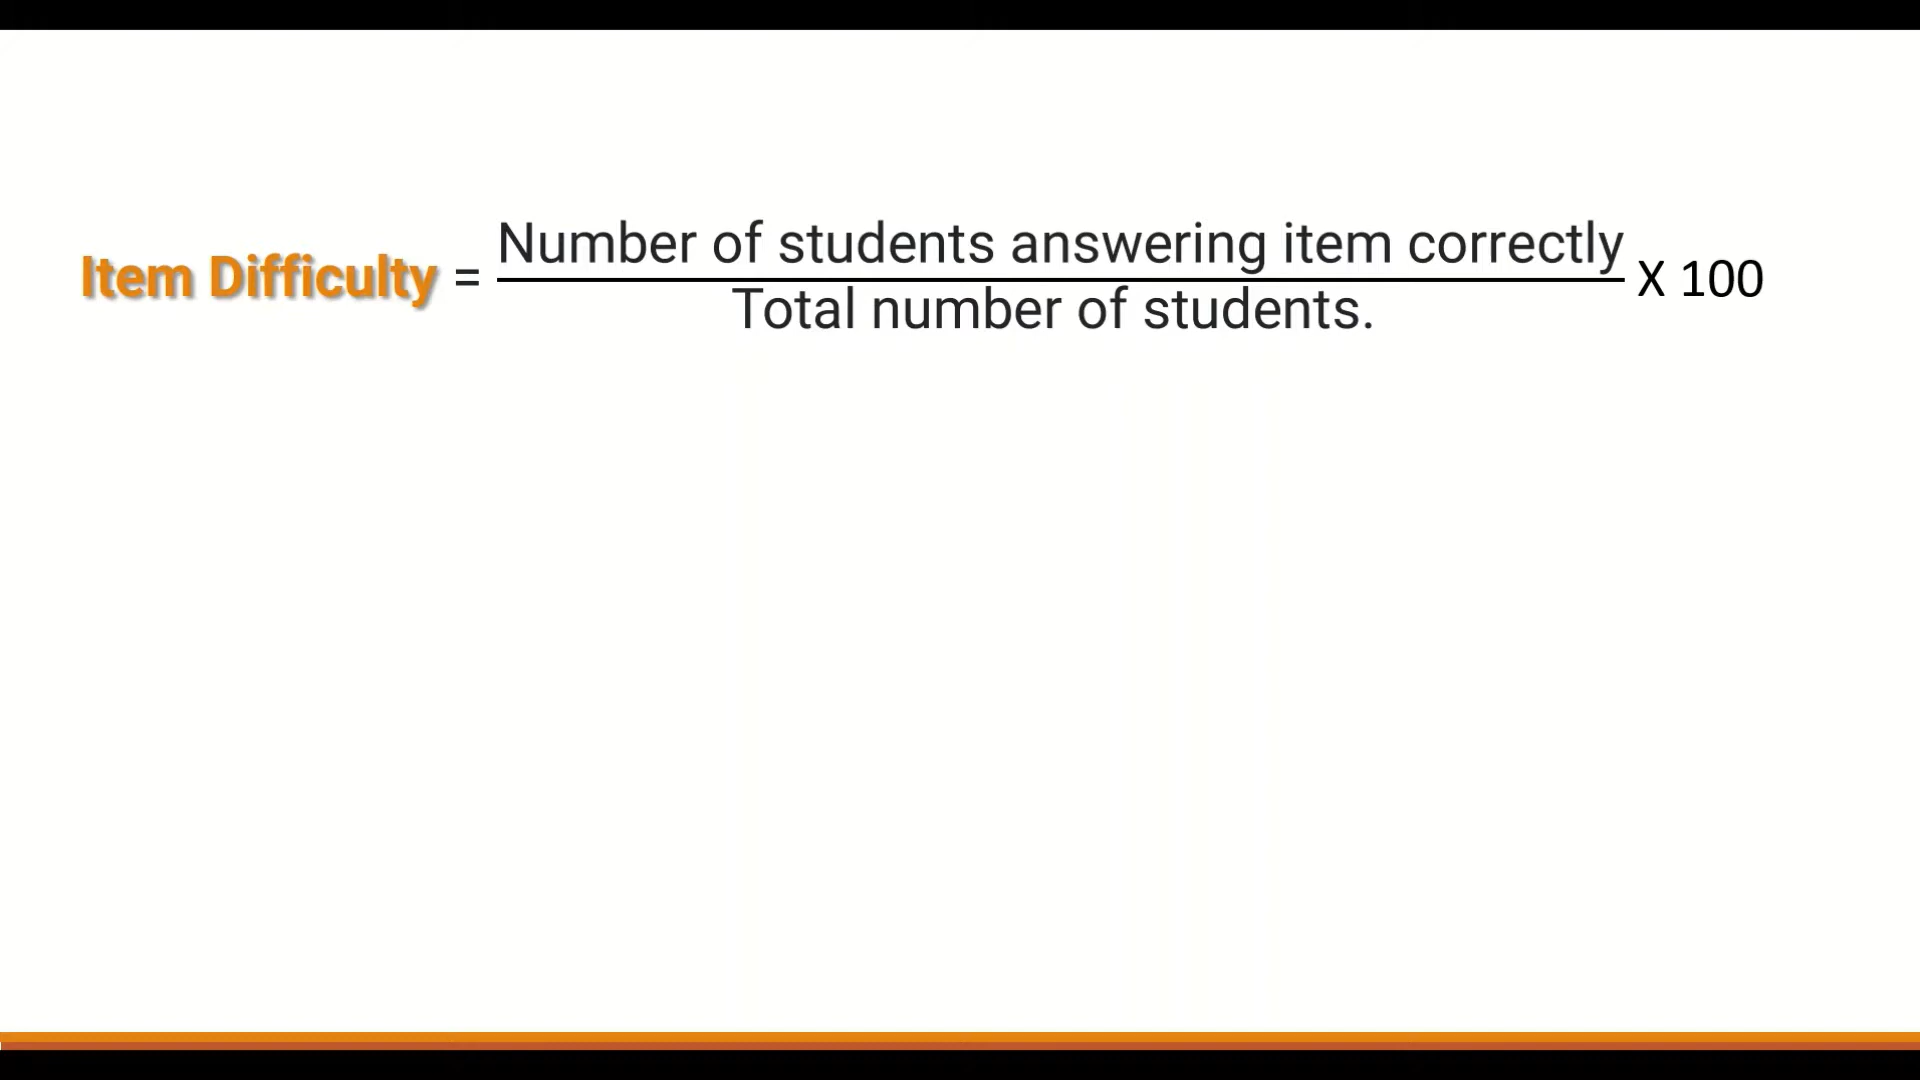 Item Difficulty = Number of students answering item correctly X 100
Total number of students.